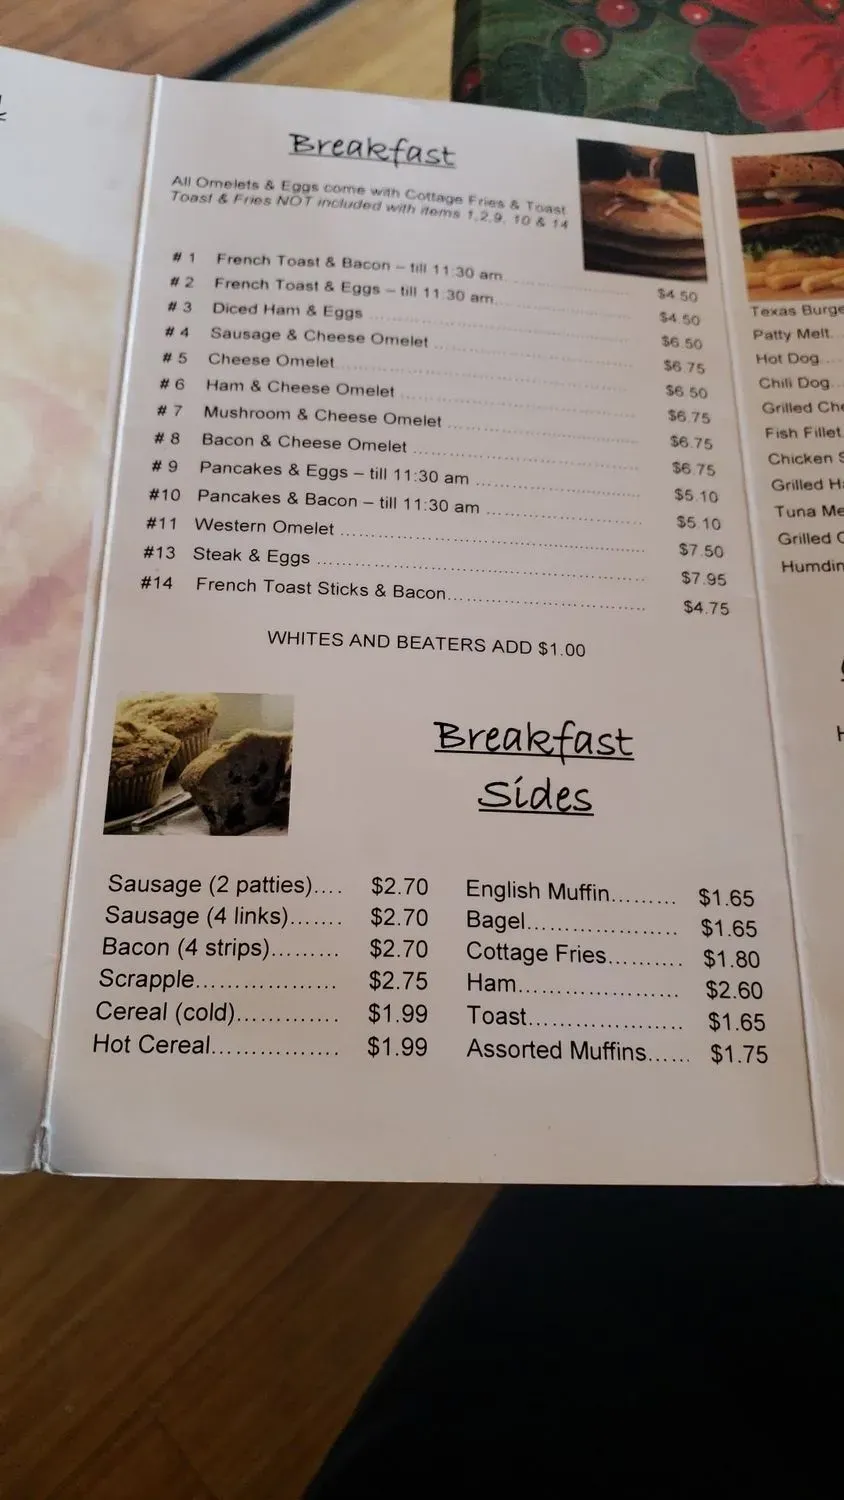 Breakfast
All Omelets & Eggs come with Cottage Fries & Toast
Toast & Fries NOT included with items 1,2,9, 10 & 14
# 1 French Toast & Bacon – till 11:30 am................ $4.50
# 2 French Toast & Eggs – till 11:30 am................ $4.50
# 3 Diced Ham & Eggs................ $6.50
# 4 Sausage & Cheese Omelet................ $6.75
# 5 Cheese Omelet................ $6.50
# 6 Ham & Cheese Omelet................ $6.75
# 7 Mushroom & Cheese Omelet................ $6.75
# 8 Bacon & Cheese Omelet................ $6.75
# 9 Pancakes & Eggs – till 11:30 am................ $5.10
#10 Pancakes & Bacon – till 11:30 am................ $5.10
#11 Western Omelet................ $7.50
#13 Steak & Eggs................ $7.95
#14 French Toast Sticks & Bacon................ $4.75
WHITES AND BEATERS ADD $1.00
Breakfast
Sides
Sausage (2 patties).... $2.70
Sausage (4 links)....... $2.70
Bacon (4 strips)......... $2.70
Scrapple.................. $2.75
Cereal (cold)............. $1.99
Hot Cereal................ $1.99
English Muffin......... $1.65
Bagel..................... $1.65
Cottage Fries.......... $1.80
Ham...................... $2.60
Toast..................... $1.65
Assorted Muffins...... $1.75
Texas Burge
Patty Melt
Hot Dog
Chili Dog
Grilled Che
Fish Fillet
Chicken S
Grilled H
Tuna Me
Grilled C
Humdin
H